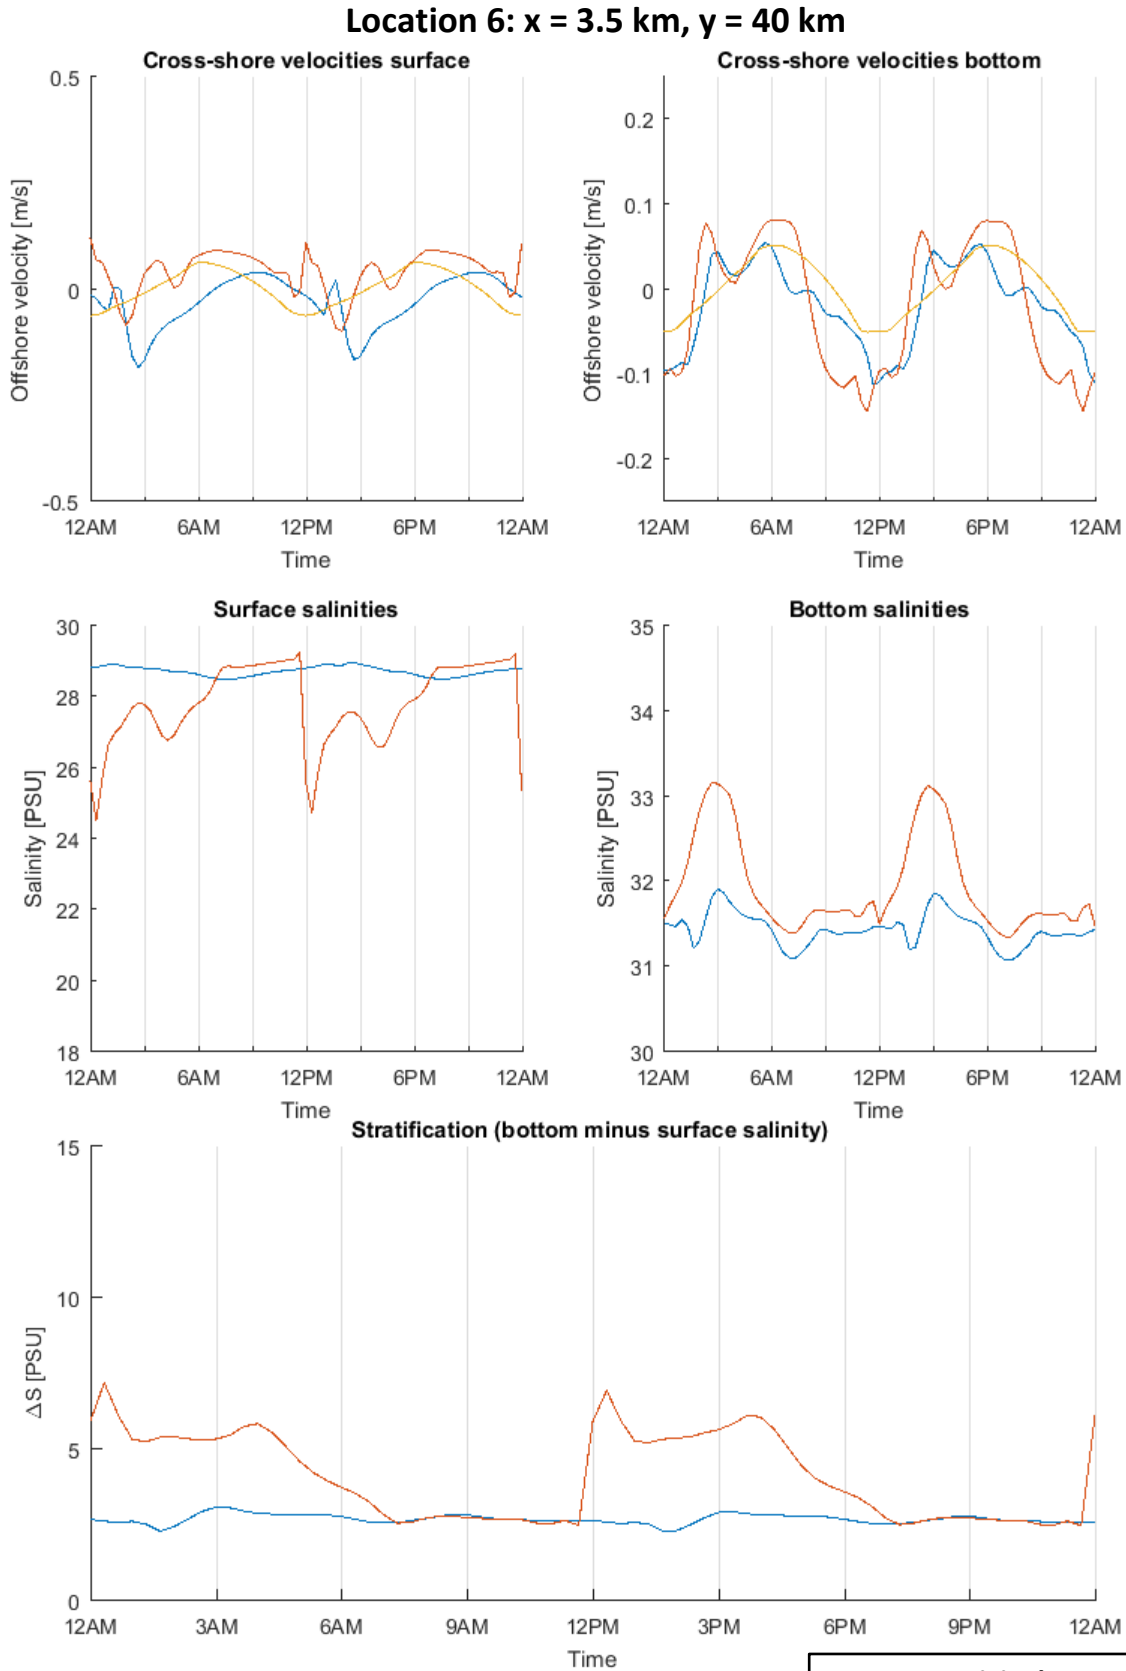 Location 6: x = 3.5 km, y = 40 km
Cross-shore velocities surface
0.5
0
-0.5
Offshore velocity [m/s]
12AM 6AM 12PM 6PM 12AM
Time
Cross-shore velocities bottom
0.2
0.1
0
-0.1
-0.2
Offshore velocity [m/s]
12AM 6AM 12PM 6PM 12AM
Time
Surface salinities
30
28
26
24
22
20
18
Salinity [PSU]
12AM 6AM 12PM 6PM 12AM
Time
Bottom salinities
35
34
33
32
31
30
Salinity [PSU]
12AM 6AM 12PM 6PM 12AM
Time
Stratification (bottom minus surface salinity)
15
10
5
0
ΔS [PSU]
12AM 3AM 6AM 9AM 12PM 3PM 6PM 9PM 12AM
Time